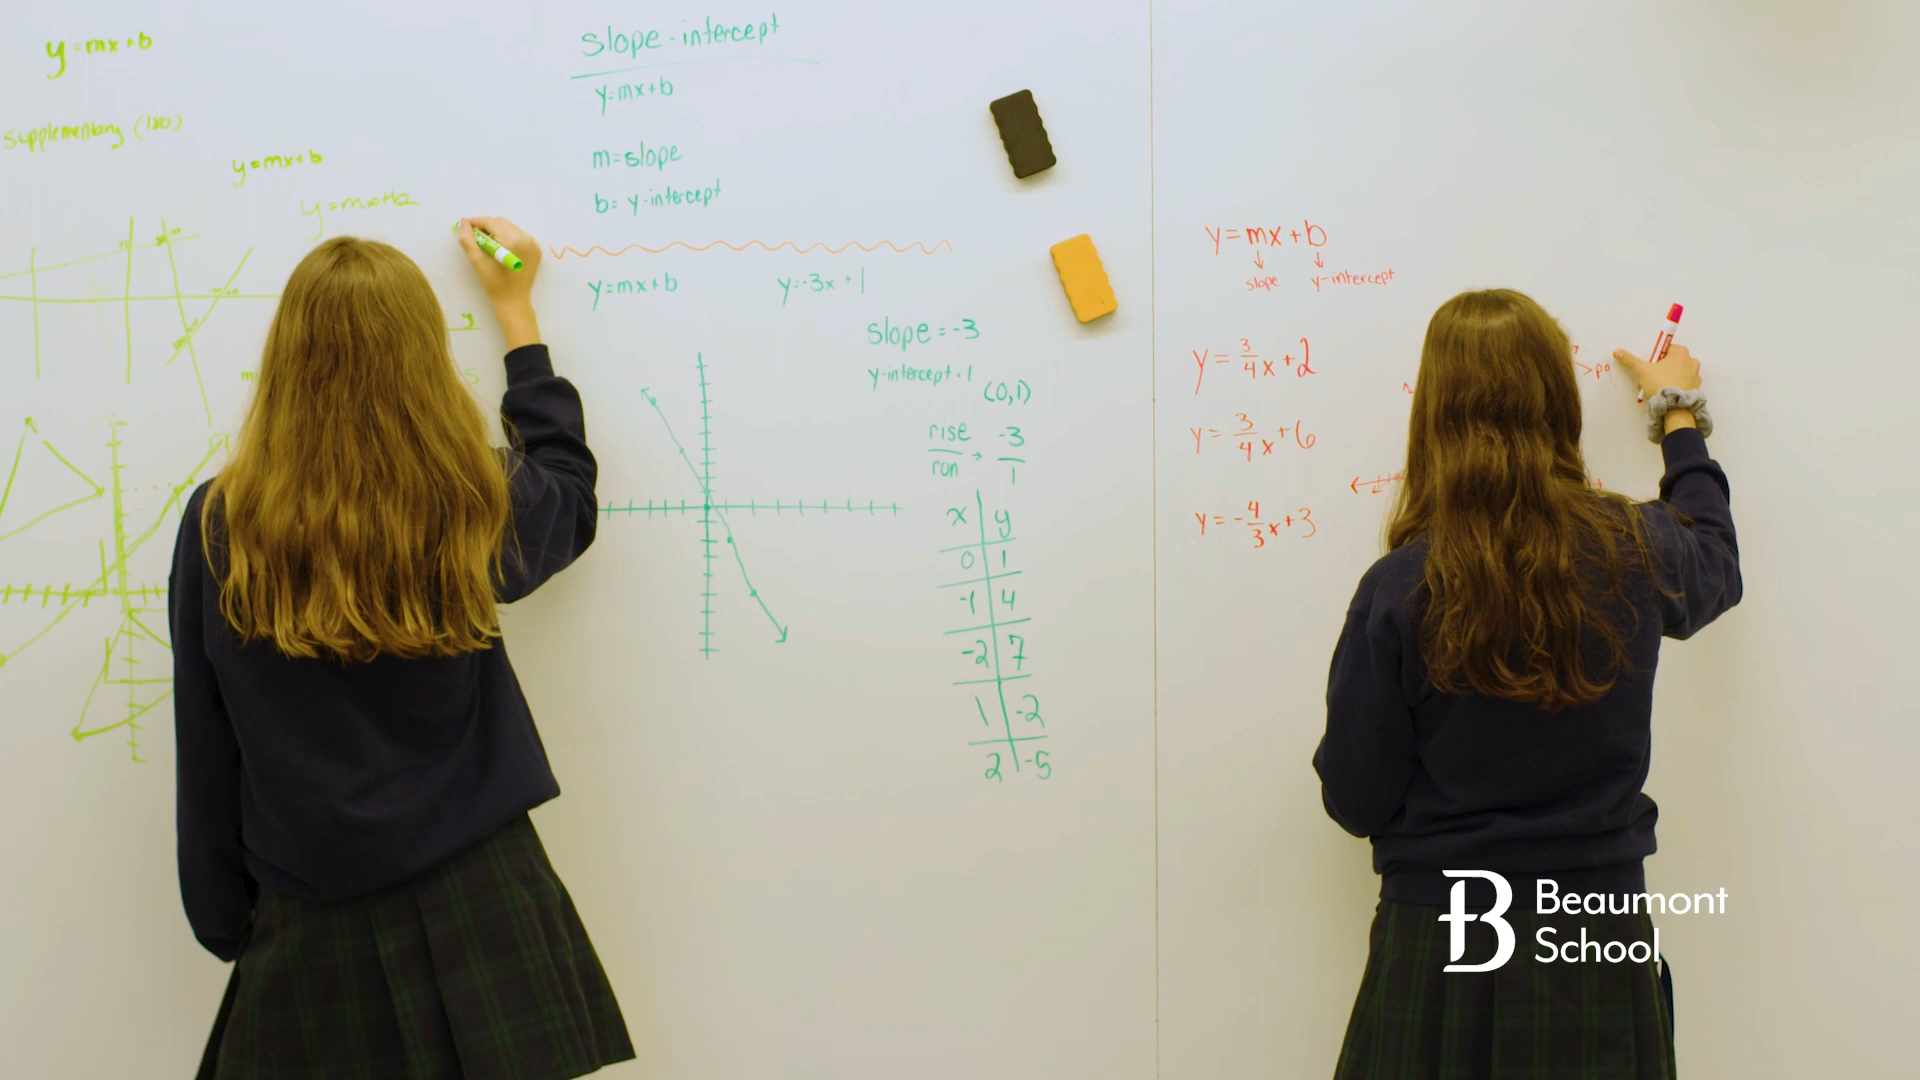 y=mx+b
supplementary (180)
y=mx+b
y=mx+b
y
Slope-intercept
y=mx+b
m=slope
b= y-intercept
y=mx+b
y=-3x+1
slope=-3
y-intercept=1
(0,1)
rise -3
run → 1
x y
0 1
-1 4
-2 7
1 -2
2 -5
y=mx+b
slope y-intercept
y=3/4x+2
y=3/4x+6
y=-4/3x+3
Beaumont
School